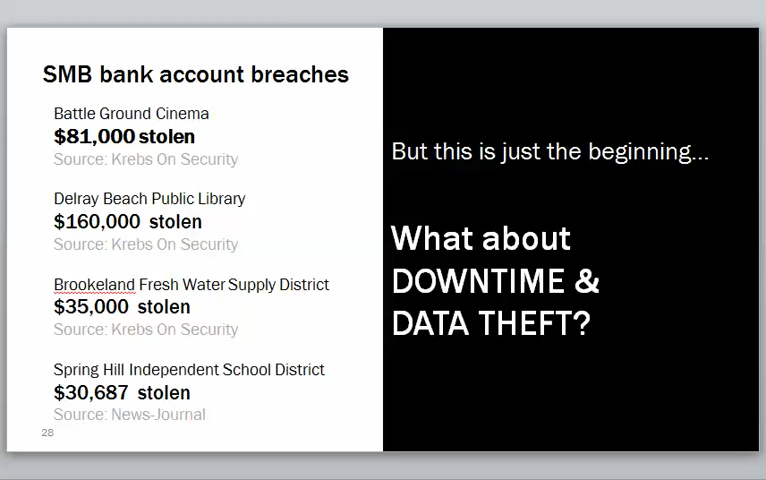 SMB bank account breaches
Battle Ground Cinema
$81,000 stolen
Source: Krebs On Security
Delray Beach Public Library
$160,000 stolen
Source: Krebs On Security
Brookeland Fresh Water Supply District
$35,000 stolen
Source: Krebs On Security
Spring Hill Independent School District
$30,687 stolen
Source: News-Journal
28
But this is just the beginning...
What about
DOWNTIME &
DATA THEFT?